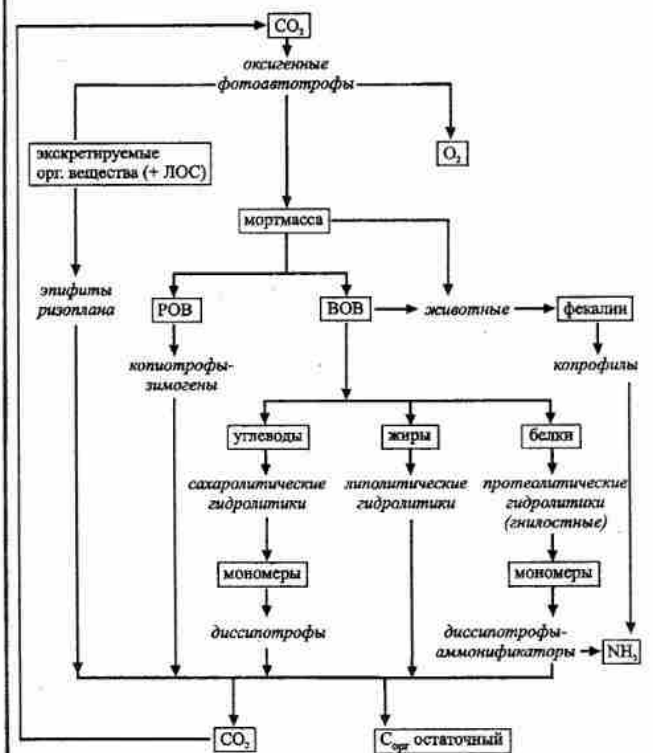 CO₂
оксигенные
фотоавтотрофы
экскретируемые
орг. вещества (+ ЛОС)
O₂
мортмасса
эпифиты
ризоплана
РОВ
ВОВ
животные
фекалии
копиотрофы-
зимогены
копрофилы
углеводы
жиры
белки
сахаролитические
гидролитики
липолитические
гидролитики
протеолитические
гидролитики
(гнилостные)
мономеры
мономеры
диссипотрофы
диссипотрофы-
аммонификаторы
NH₃
CO₂
Cорг остаточный